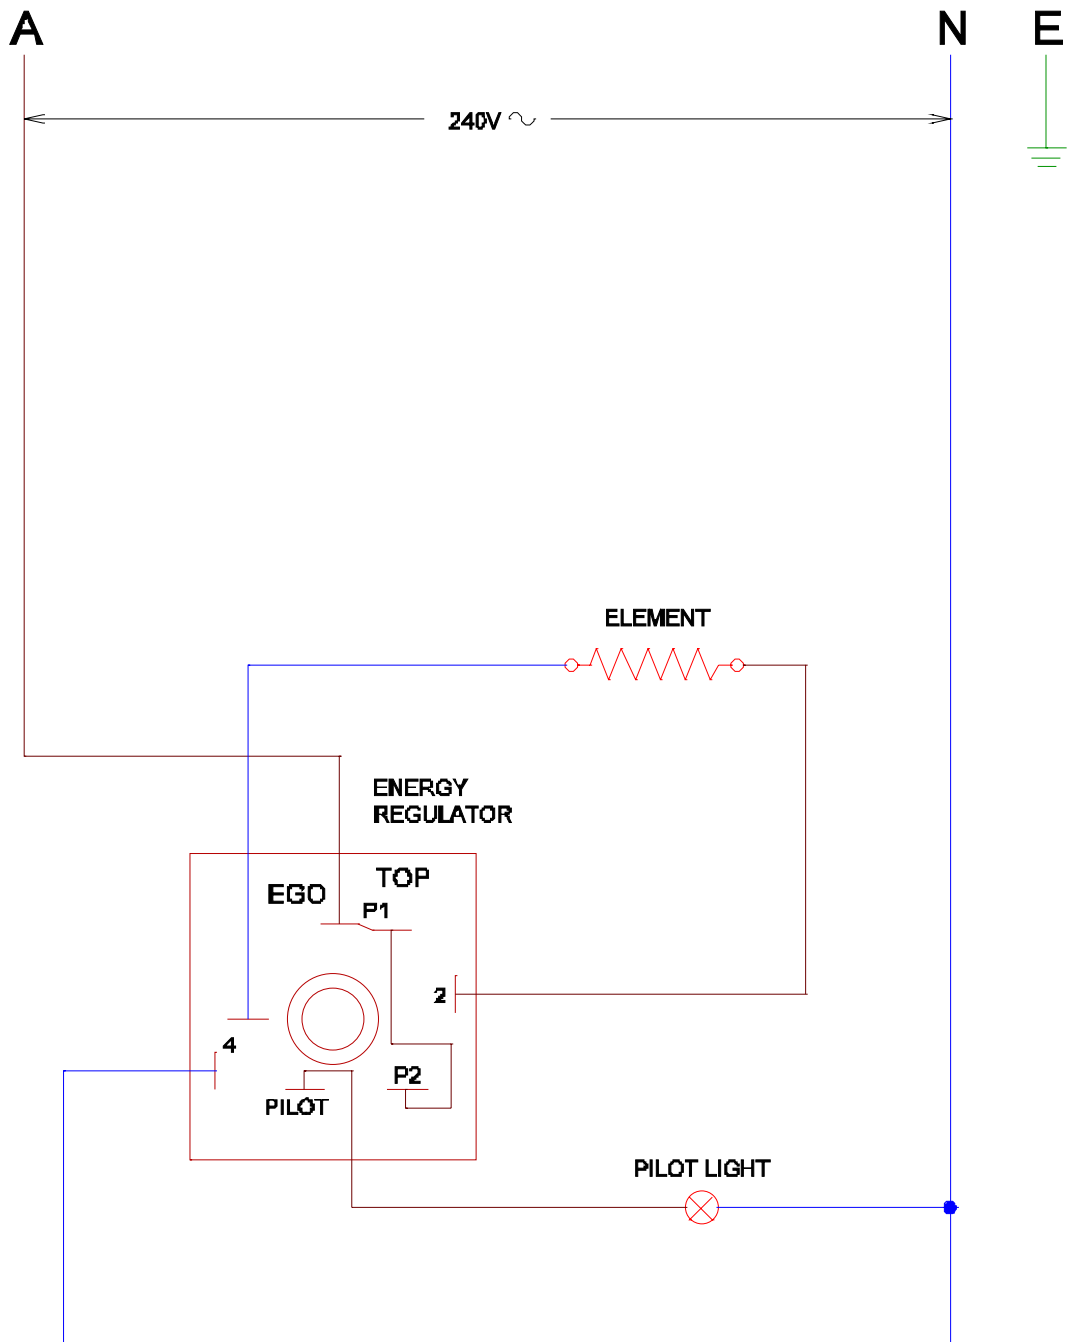 A N E
240V
ELEMENT
ENERGY
REGULATOR
TOP
EGO
P1
2
4
P2
PILOT
PILOT LIGHT